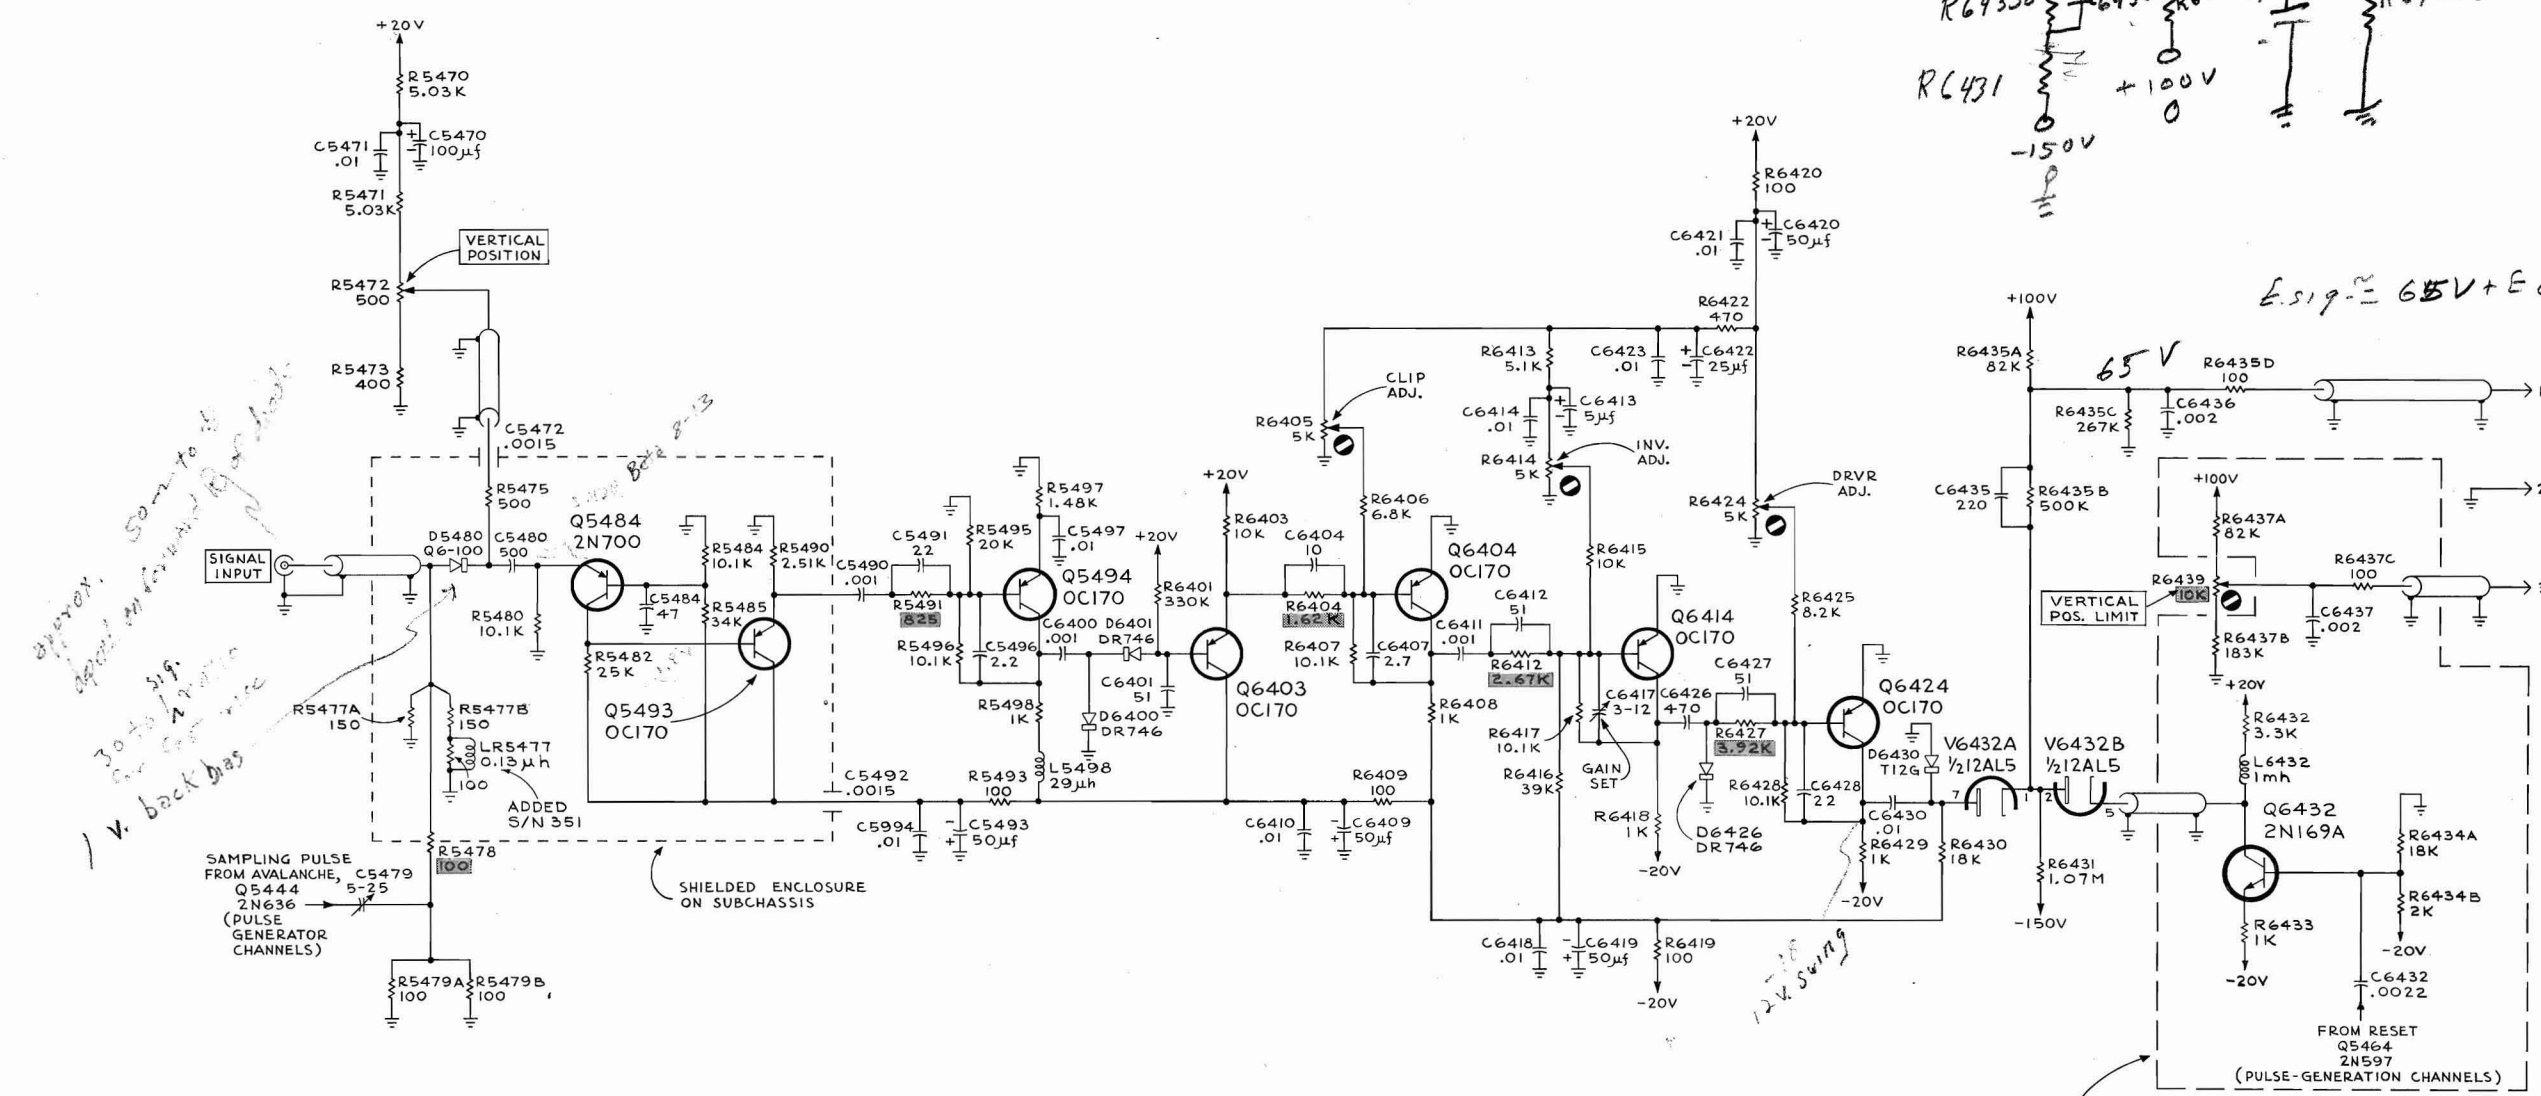 +20V
R5470
5.03K
C5471
.01
C5470
100µf
R5471
5.03K
VERTICAL
POSITION
R5472
500
R5473
400
C5472
.0015
R5475
500
SIGNAL
INPUT
D5480
Q6-100
C5480
500
Q5484
2N700
R5480
10.1K
R5484
10.1K
R5490
2.51K
C5484
47
R5485
34K
R5482
25K
Q5493
OC170
R5477A
150
R5477B
150
LR5477
0.13µh
100
ADDED
S/N 351
R5478
100
SAMPLING PULSE
FROM AVALANCHE,
Q5444
2N636
(PULSE
GENERATOR
CHANNELS)
C5479
5-25
R5479A
100
R5479B
100
SHIELDED ENCLOSURE
ON SUBCHASSIS
C5490
.001
C5491
22
R5491
825
R5495
20K
R5497
1.48K
C5497
.01
Q5494
OC170
R5496
10.1K
C5496
2.2
R5498
1K
L5498
29µh
C5492
.0015
R5493
100
C5994
.01
C5493
50µf
C6400
.001
D6401
DR746
+20V
R6401
330K
C6401
51
D6400
DR746
+20V
R6403
10K
Q6403
OC170
C6404
10
R6404
1.62K
CLIP
ADJ.
R6405
5K
R6406
6.8K
Q6404
OC170
R6407
10.1K
C6407
2.7
R6408
1K
R6409
100
C6410
.01
C6409
50µf
C6411
.001
C6412
51
R6412
2.67K
R6413
5.1K
C6414
.01
C6413
5µf
R6414
5K
INV.
ADJ.
R6415
10K
Q6414
OC170
R6417
10.1K
C6417
3-12
GAIN
SET
R6416
39K
R6418
1K
-20V
C6418
.01
C6419
50µf
R6419
100
-20V
+20V
R6420
100
C6421
.01
C6420
50µf
R6422
470
C6423
.01
C6422
25µf
R6424
5K
DRVR
ADJ.
R6425
8.2K
C6426
470
C6427
51
R6427
3.92K
D6426
DR746
Q6424
OC170
R6428
10.1K
C6428
22
C6430
.01
R6429
1K
-20V
R6430
18K
D6430
T12G
V6432A
½12AL5
7
1
V6432B
½12AL5
2
5
R6431
1.07M
-150V
+100V
R6435A
82K
R6435C
267K
C6436
.002
R6435D
100
C6435
220
R6435B
500K
+100V
R6437A
82K
R6439
10K
VERTICAL
POS. LIMIT
R6437B
183K
R6437C
100
C6437
.002
+20V
R6432
3.3K
L6432
1mh
Q6432
2N169A
R6433
1K
-20V
R6434A
18K
R6434B
2K
-20V
C6432
.0022
FROM RESET
Q5464
2N597
(PULSE-GENERATION CHANNELS)
R6431
-150V
+100V
65 V
1 v. back bias
approx.
Beta 8-13
12 v. swing